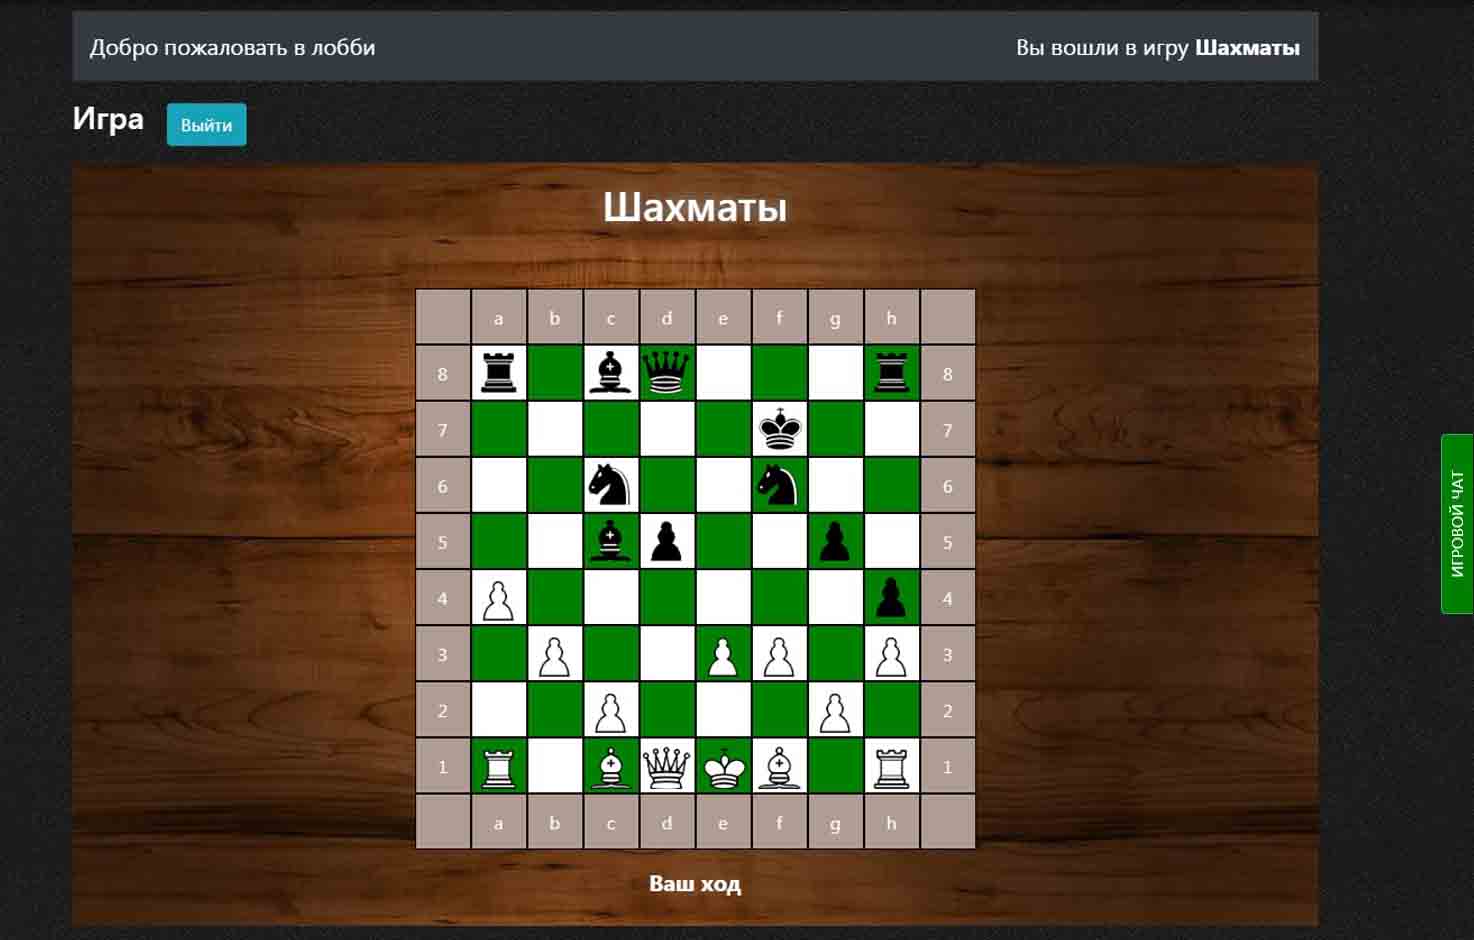 Добро пожаловать в лобби
Вы вошли в игру Шахматы
Игра
Выйти
Шахматы
a b c d e f g h
8 8
7 7
6 6
5 5
4 4
3 3
2 2
1 1
a b c d e f g h
Ваш ход
ИГРОВОЙ ЧАТ